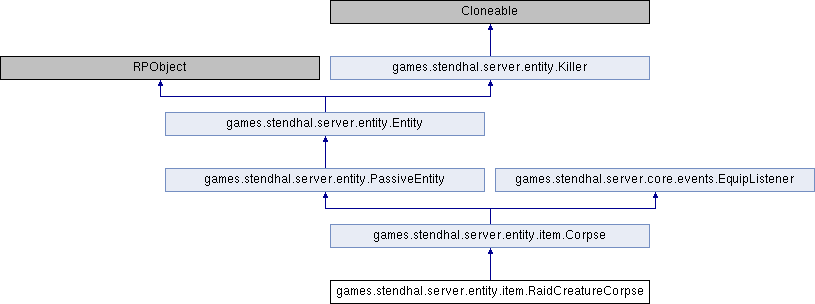 Cloneable
RPObject
games.stendhal.server.entity.Killer
games.stendhal.server.entity.Entity
games.stendhal.server.entity.PassiveEntity
games.stendhal.server.core.events.EquipListener
games.stendhal.server.entity.item.Corpse
games.stendhal.server.entity.item.RaidCreatureCorpse